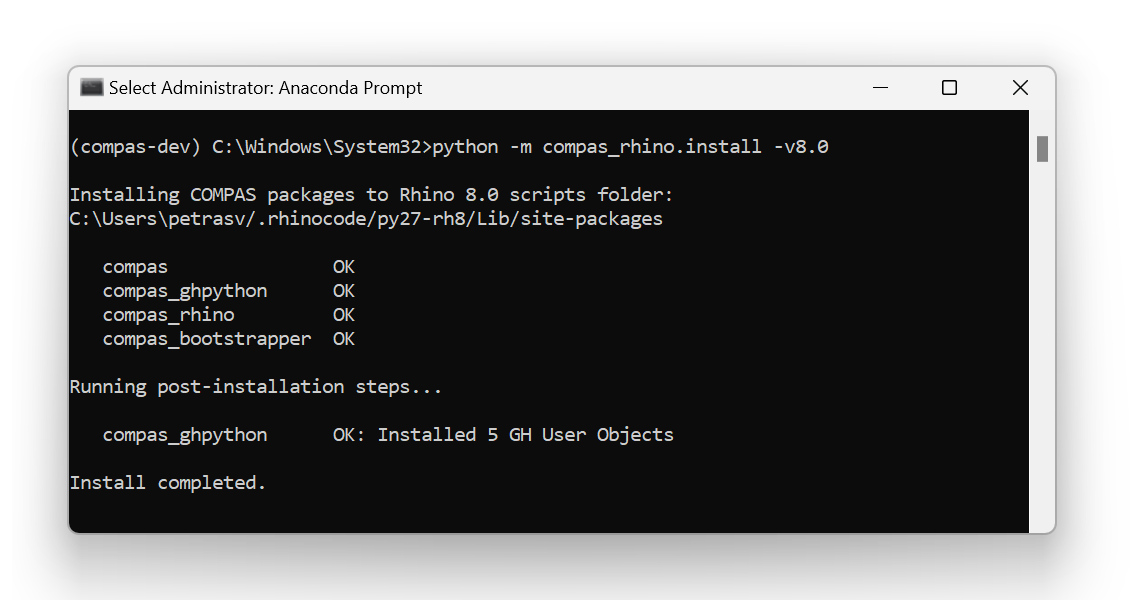 Select Administrator: Anaconda Prompt
(compas-dev) C:\Windows\System32>python -m compas_rhino.install -v8.0
Installing COMPAS packages to Rhino 8.0 scripts folder:
C:\Users\petrasv/.rhinocode/py27-rh8/Lib/site-packages
compas OK
compas_ghpython OK
compas_rhino OK
compas_bootstrapper OK
Running post-installation steps...
compas_ghpython OK: Installed 5 GH User Objects
Install completed.